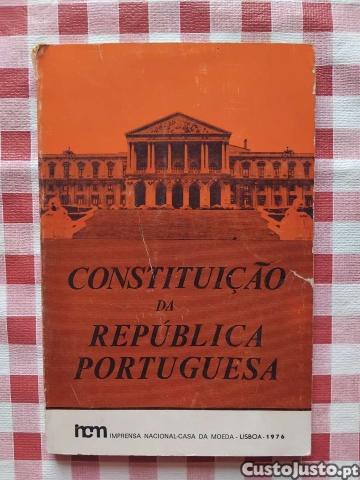 CONSTITUIÇÃO
DA
REPÚBLICA
PORTUGUESA
incm IMPRENSA NACIONAL-CASA DA MOEDA - LISBOA - 1976
CustoJusto.pt